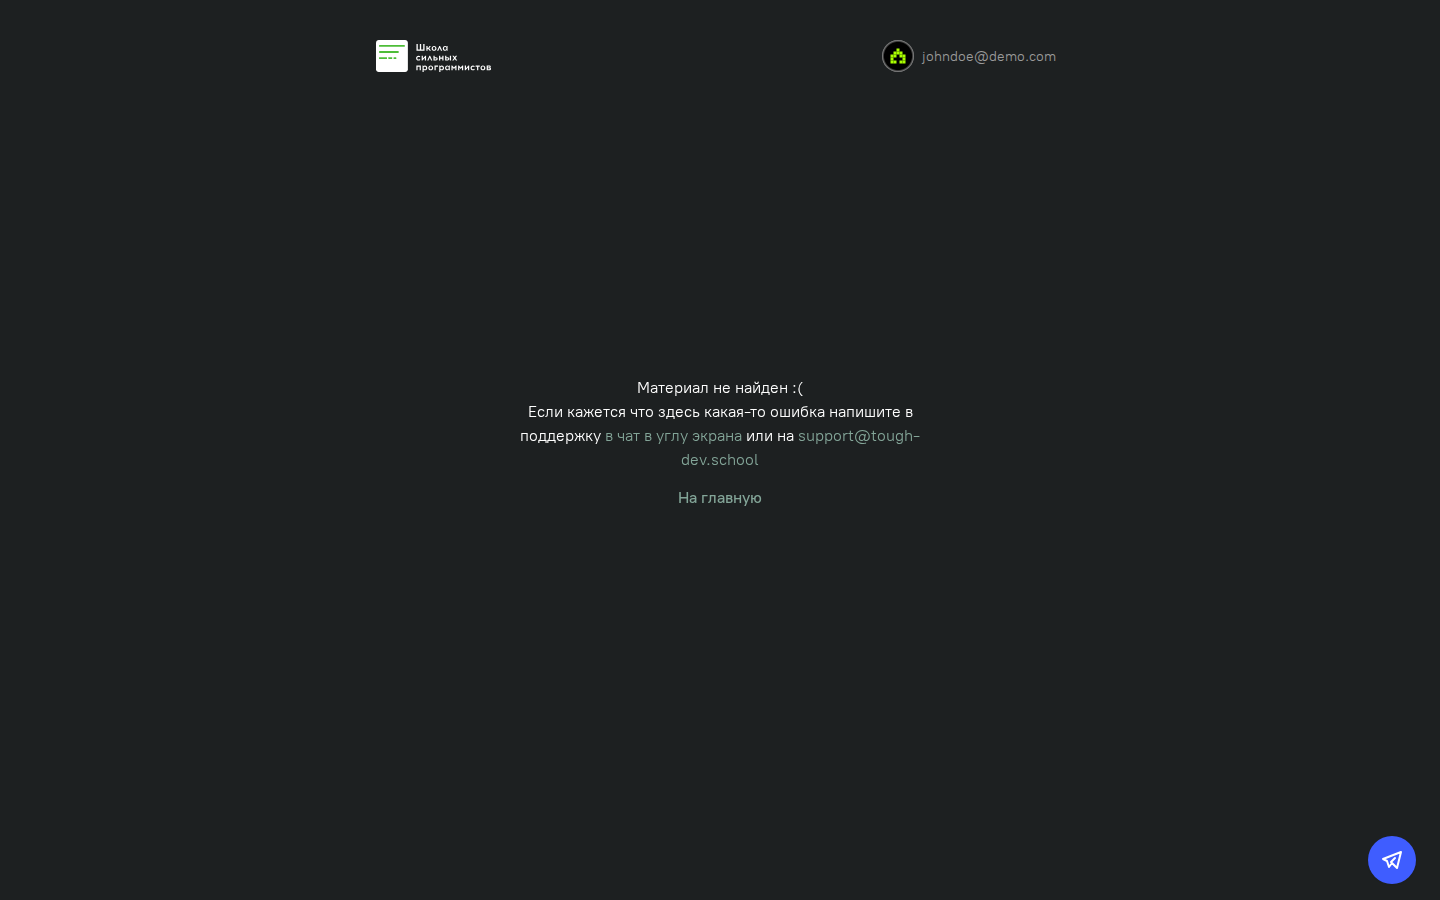 Школа
сильных
программистов
johndoe@demo.com
Материал не найден :(
Если кажется что здесь какая-то ошибка напишите в
поддержку в чат в углу экрана или на support@tough-
dev.school
На главную